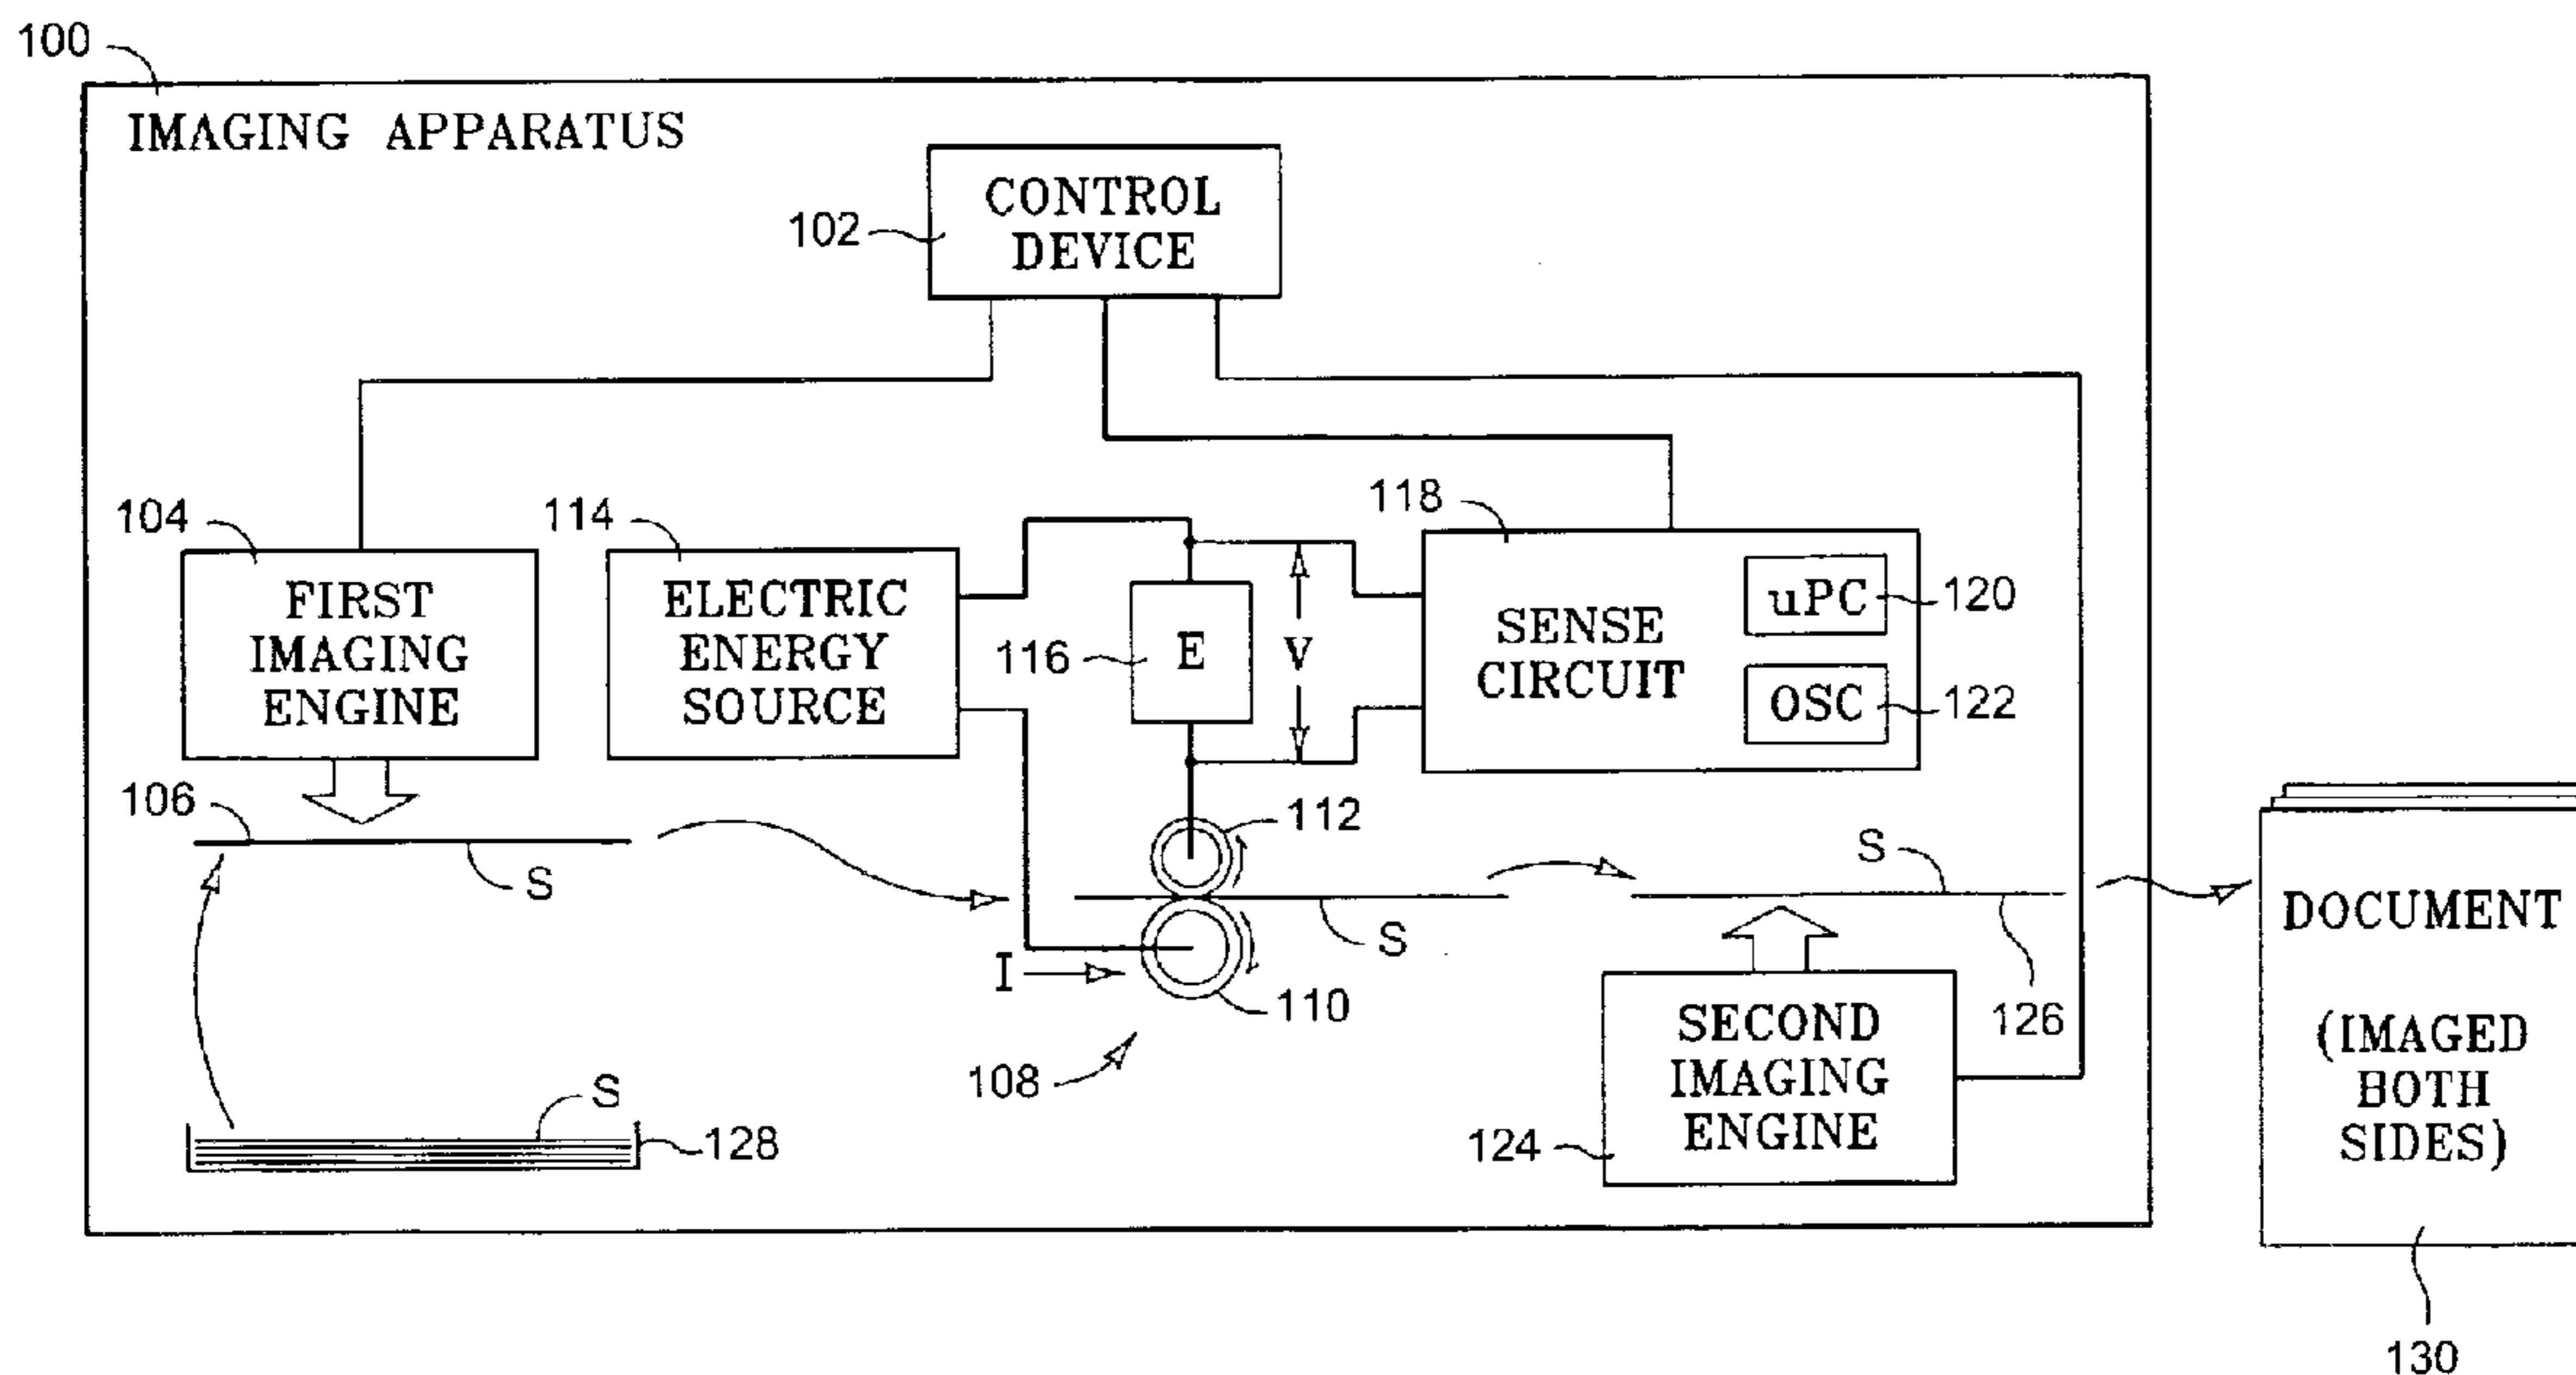 100
IMAGING APPARATUS
102
CONTROL
DEVICE
104
FIRST
IMAGING
ENGINE
114
ELECTRIC
ENERGY
SOURCE
116
E
V
118
SENSE
CIRCUIT
uPC
120
OSC
122
106
S
112
S
I
110
108
S
126
SECOND
IMAGING
ENGINE
124
S
128
DOCUMENT
(IMAGED
BOTH
SIDES)
130